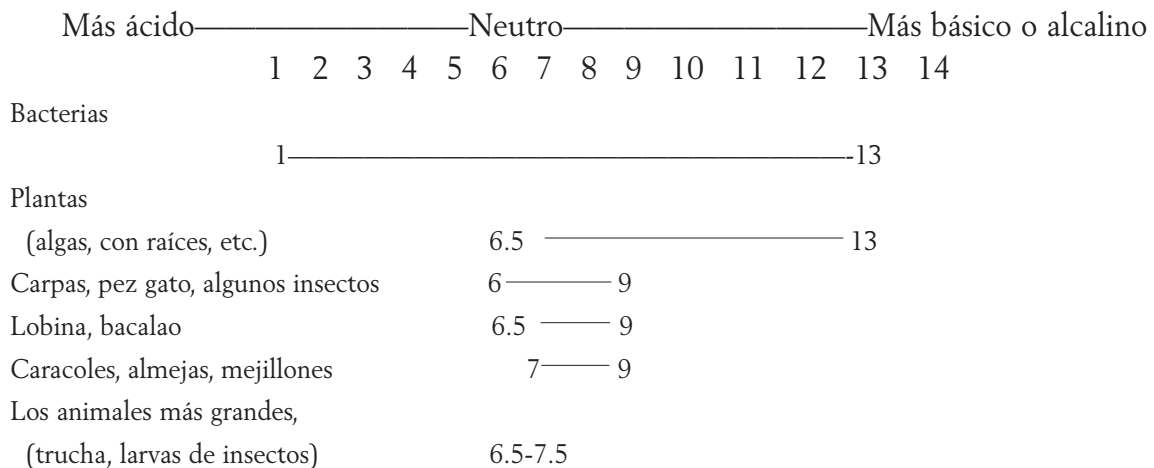 Más ácido—————————Neutro——————————Más básico o alcalino
1 2 3 4 5 6 7 8 9 10 11 12 13 14
Bacterias
1——————————————————-13
Plantas
(algas, con raíces, etc.) 6.5 —————————— 13
Carpas, pez gato, algunos insectos 6———— 9
Lobina, bacalao 6.5 ——— 9
Caracoles, almejas, mejillones 7——— 9
Los animales más grandes,
(trucha, larvas de insectos) 6.5-7.5